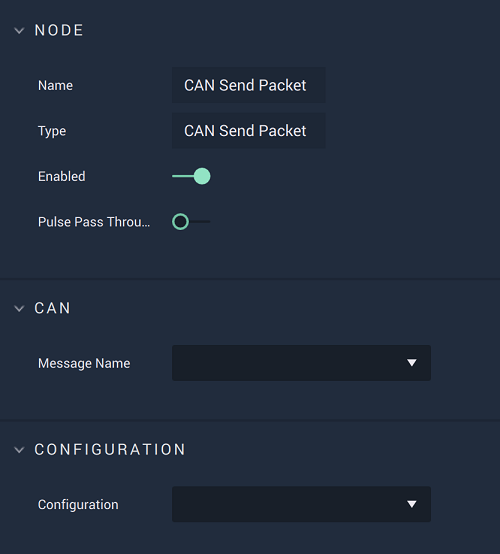 NODE
Name CAN Send Packet
Type CAN Send Packet
Enabled
Pulse Pass Throu...
CAN
Message Name
CONFIGURATION
Configuration